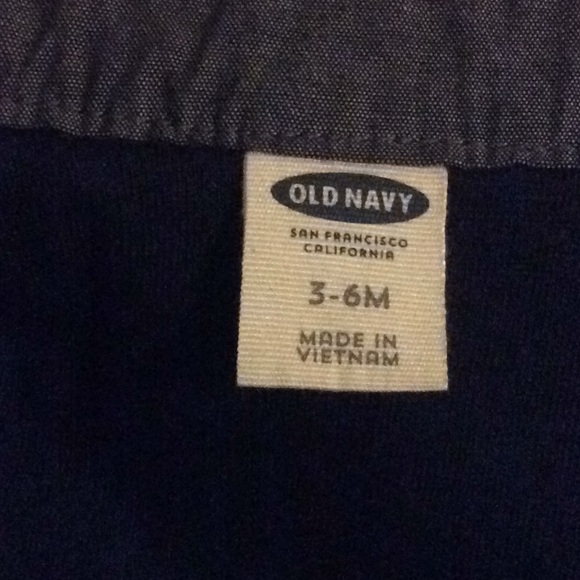 OLD NAVY
SAN FRANCISCO
CALIFORNIA
3-6M
MADE IN
VIETNAM